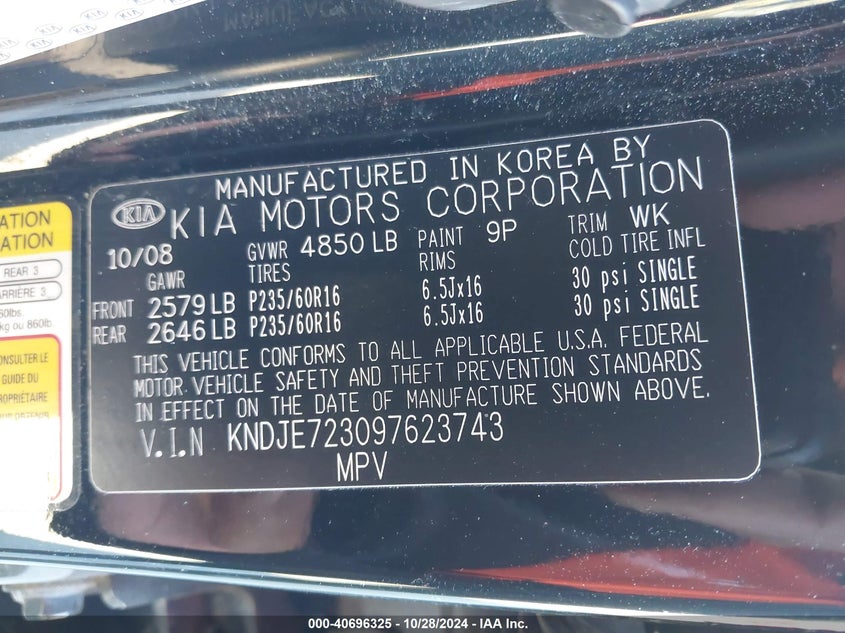 MANUFACTURED IN KOREA BY
KIA KIA MOTORS CORPORATION
10/08 GVWR 4850 LB PAINT 9P TRIM WK
GAWR TIRES RIMS COLD TIRE INFL
FRONT 2579 LB P235/60R16 6.5Jx16 30 psi SINGLE
REAR 2646 LB P235/60R16 6.5Jx16 30 psi SINGLE
THIS VEHICLE CONFORMS TO ALL APPLICABLE U.S.A. FEDERAL
MOTOR VEHICLE SAFETY AND THEFT PREVENTION STANDARDS
IN EFFECT ON THE DATE OF MANUFACTURE SHOWN ABOVE.
V.I.N KNDJE723097623743
MPV
REAR 3
ARRIÈRE 3
kg ou 860lb
CONSULTER LE
GUIDE DU
000-40696325 | 10/28/2024 | IAA Inc.